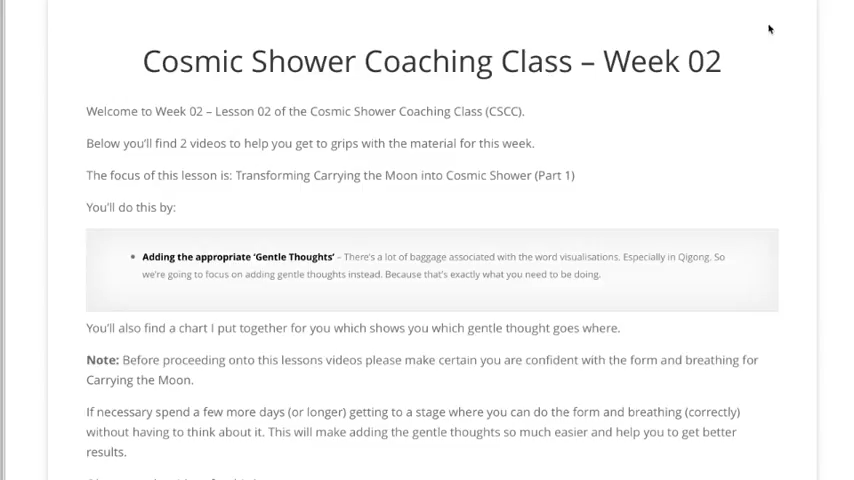 Cosmic Shower Coaching Class – Week 02
Welcome to Week 02 – Lesson 02 of the Cosmic Shower Coaching Class (CSCC).
Below you'll find 2 videos to help you get to grips with the material for this week.
The focus of this lesson is: Transforming Carrying the Moon into Cosmic Shower (Part 1)
You'll do this by:
• Adding the appropriate 'Gentle Thoughts' – There's a lot of baggage associated with the word visualisations. Especially in Qigong. So
we're going to focus on adding gentle thoughts instead. Because that's exactly what you need to be doing.
You'll also find a chart I put together for you which shows you which gentle thought goes where.
Note: Before proceeding onto this lessons videos please make certain you are confident with the form and breathing for
Carrying the Moon.
If necessary spend a few more days (or longer) getting to a stage where you can do the form and breathing (correctly)
without having to think about it. This will make adding the gentle thoughts so much easier and help you to get better
results.